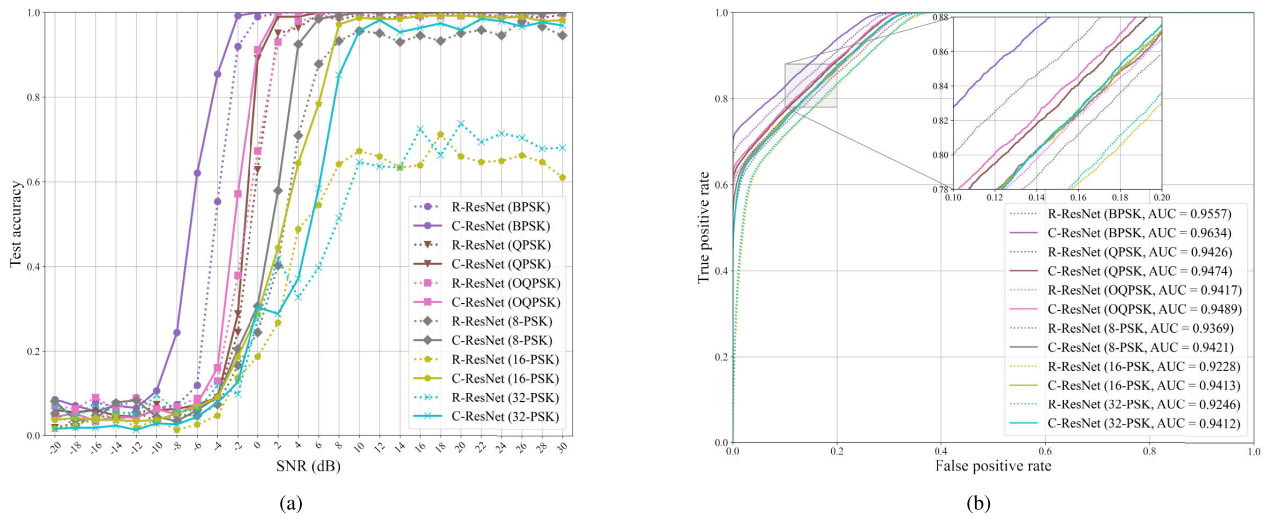 1.0
0.8
0.6
0.4
0.2
0.0
Test accuracy
R-ResNet (BPSK)
C-ResNet (BPSK)
R-ResNet (QPSK)
C-ResNet (QPSK)
R-ResNet (OQPSK)
C-ResNet (OQPSK)
R-ResNet (8-PSK)
C-ResNet (8-PSK)
R-ResNet (16-PSK)
C-ResNet (16-PSK)
R-ResNet (32-PSK)
C-ResNet (32-PSK)
-20 -18 -16 -14 -12 -10 -8 -6 -4 -2 0 2 4 6 8 10 12 14 16 18 20 22 24 26 28 30
SNR (dB)
(a)
1.0
0.8
0.6
0.4
0.2
0.0
True positive rate
0.88
0.86
0.84
0.82
0.80
0.78
0.10 0.12 0.14 0.16 0.18 0.20
R-ResNet (BPSK, AUC = 0.9557)
C-ResNet (BPSK, AUC = 0.9634)
R-ResNet (QPSK, AUC = 0.9426)
C-ResNet (QPSK, AUC = 0.9474)
R-ResNet (OQPSK, AUC = 0.9417)
C-ResNet (OQPSK, AUC = 0.9489)
R-ResNet (8-PSK, AUC = 0.9369)
C-ResNet (8-PSK, AUC = 0.9421)
R-ResNet (16-PSK, AUC = 0.9228)
C-ResNet (16-PSK, AUC = 0.9413)
R-ResNet (32-PSK, AUC = 0.9246)
C-ResNet (32-PSK, AUC = 0.9412)
0.0 0.2 0.4 0.6 0.8 1.0
False positive rate
(b)